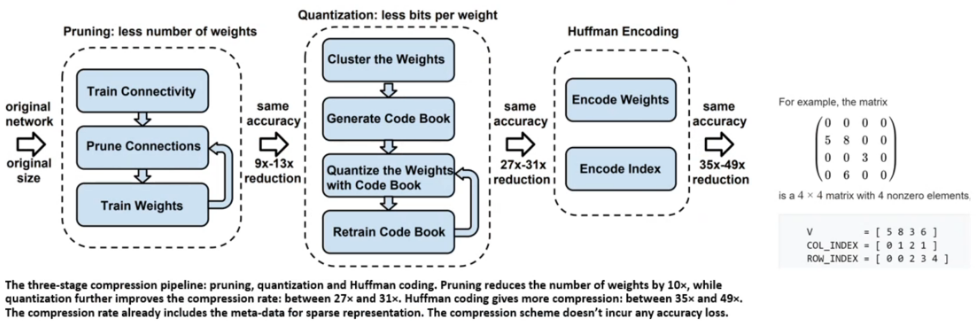 Quantization: less bits per weight
Pruning: less number of weights
Huffman Encoding
original
network
original
size
Train Connectivity
Prune Connections
Train Weights
same
accuracy
9x-13x
reduction
Cluster the Weights
Generate Code Book
Quantize the Weights
with Code Book
Retrain Code Book
same
accuracy
27x-31x
reduction
Encode Weights
Encode Index
same
accuracy
35x-49x
reduction
For example, the matrix
0 0 0 0
5 8 0 0
0 0 3 0
0 6 0 0
is a 4 × 4 matrix with 4 nonzero elements
V = [ 5 8 3 6 ]
COL_INDEX = [ 0 1 2 1 ]
ROW_INDEX = [ 0 0 2 3 4 ]
The three-stage compression pipeline: pruning, quantization and Huffman coding. Pruning reduces the number of weights by 10×, while
quantization further improves the compression rate: between 27× and 31×. Huffman coding gives more compression: between 35× and 49×.
The compression rate already includes the meta-data for sparse representation. The compression scheme doesn't incur any accuracy loss.